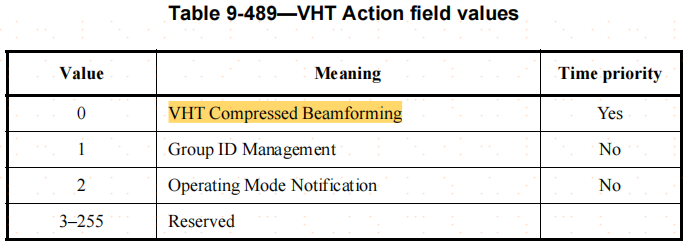 Table 9-489—VHT Action field values
Value Meaning Time priority
0 VHT Compressed Beamforming Yes
1 Group ID Management No
2 Operating Mode Notification No
3–255 Reserved